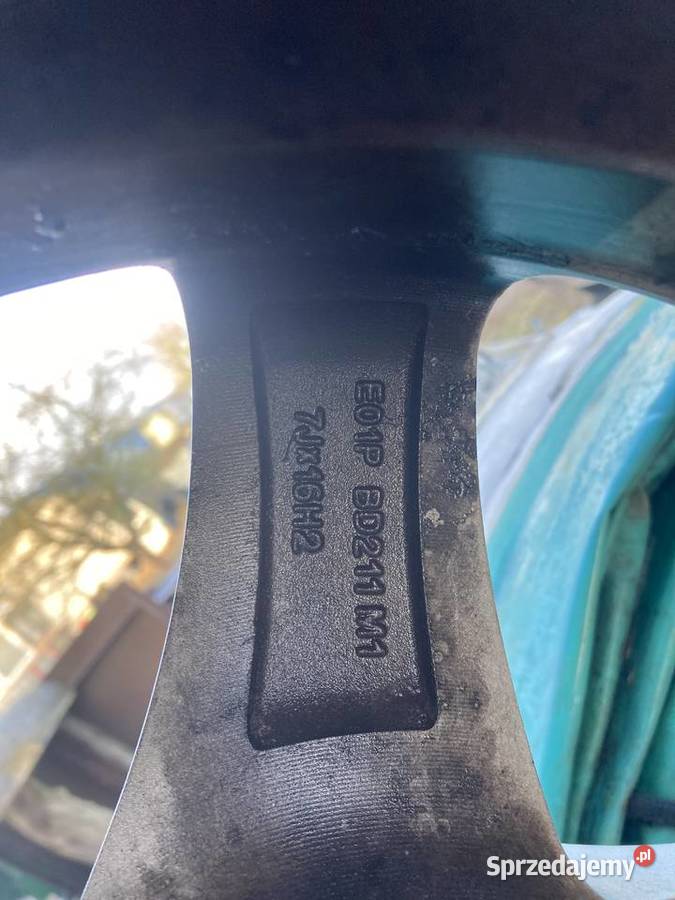 E01P BD211 M1
7Jx16H2
Sprzedajemy.pl